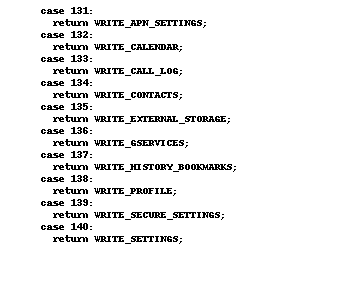 case 131:
return WRITE_APN_SETTINGS;
case 132:
return WRITE_CALENDAR;
case 133:
return WRITE_CALL_LOG;
case 134:
return WRITE_CONTACTS;
case 135:
return WRITE_EXTERNAL_STORAGE;
case 136:
return WRITE_GSERVICES;
case 137:
return WRITE_HISTORY_BOOKMARKS;
case 138:
return WRITE_PROFILE;
case 139:
return WRITE_SECURE_SETTINGS;
case 140:
return WRITE_SETTINGS;